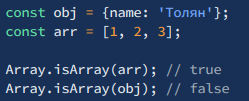 const obj = {name: 'Толян'};
const arr = [1, 2, 3];
Array.isArray(arr); // true
Array.isArray(obj); // false